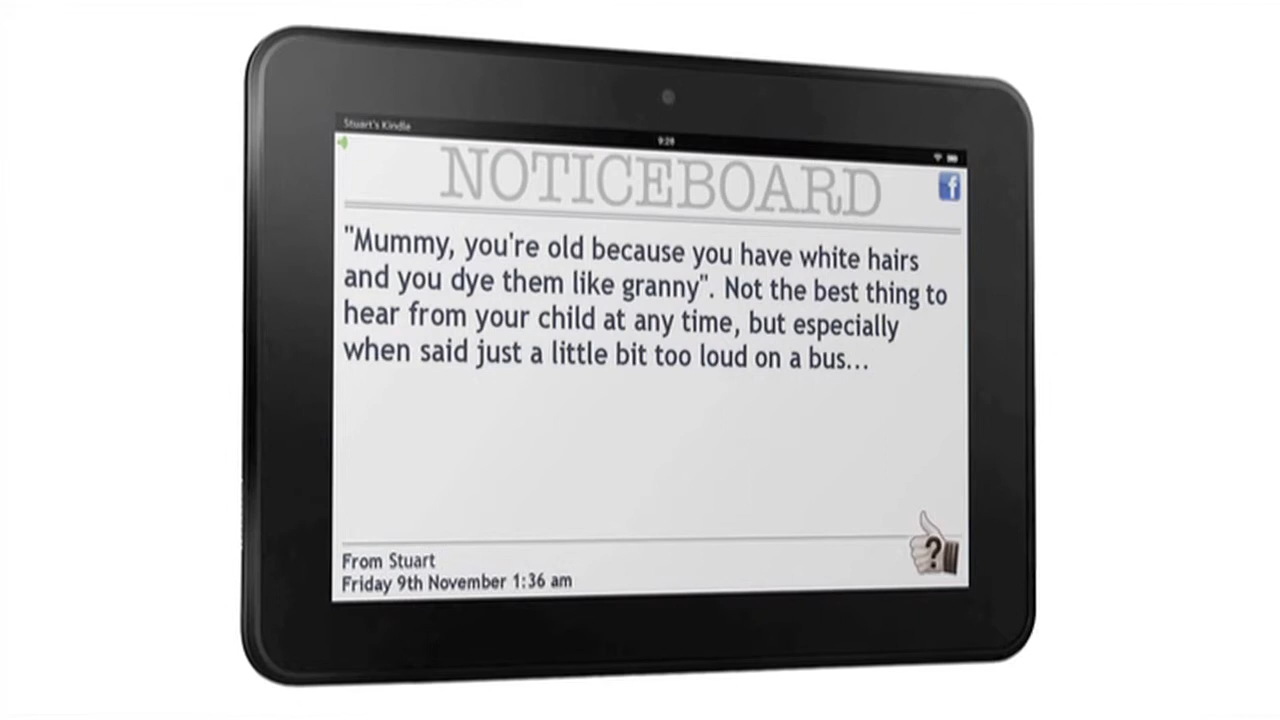 Stuart's Kindle
9:28
NOTICEBOARD
f
"Mummy, you're old because you have white hairs
and you dye them like granny". Not the best thing to
hear from your child at any time, but especially
when said just a little bit too loud on a bus...
?
From Stuart
Friday 9th November 1:36 am